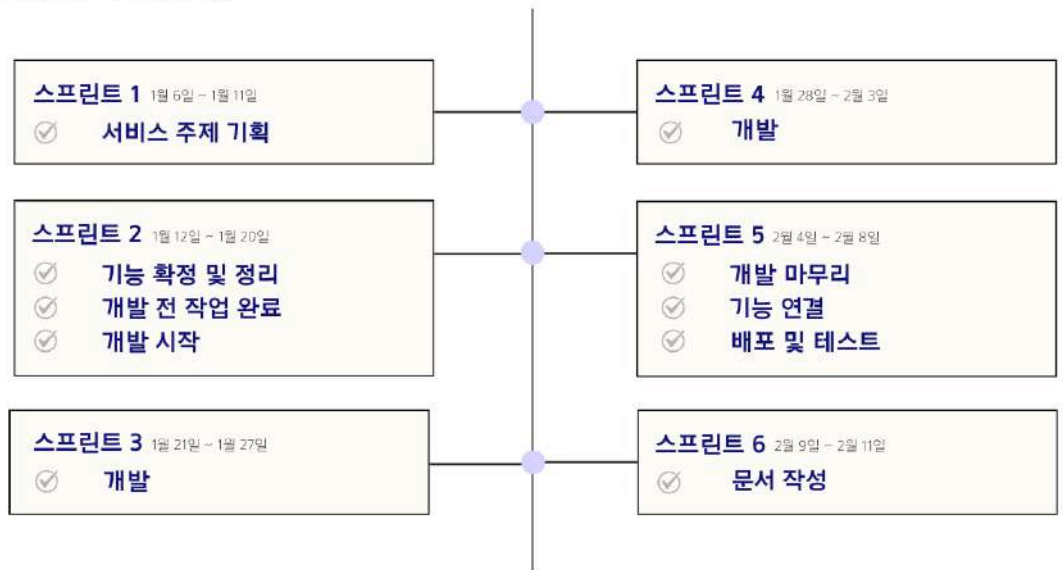 스프린트 1 1월 6일 ~ 1월 11일
서비스 주제 기획
스프린트 2 1월 12일 ~ 1월 20일
기능 확정 및 정리
개발 전 작업 완료
개발 시작
스프린트 3 1월 21일 ~ 1월 27일
개발
스프린트 4 1월 28일 ~ 2월 3일
개발
스프린트 5 2월 4일 ~ 2월 8일
개발 마무리
기능 연결
배포 및 테스트
스프린트 6 2월 9일 ~ 2월 11일
문서 작성